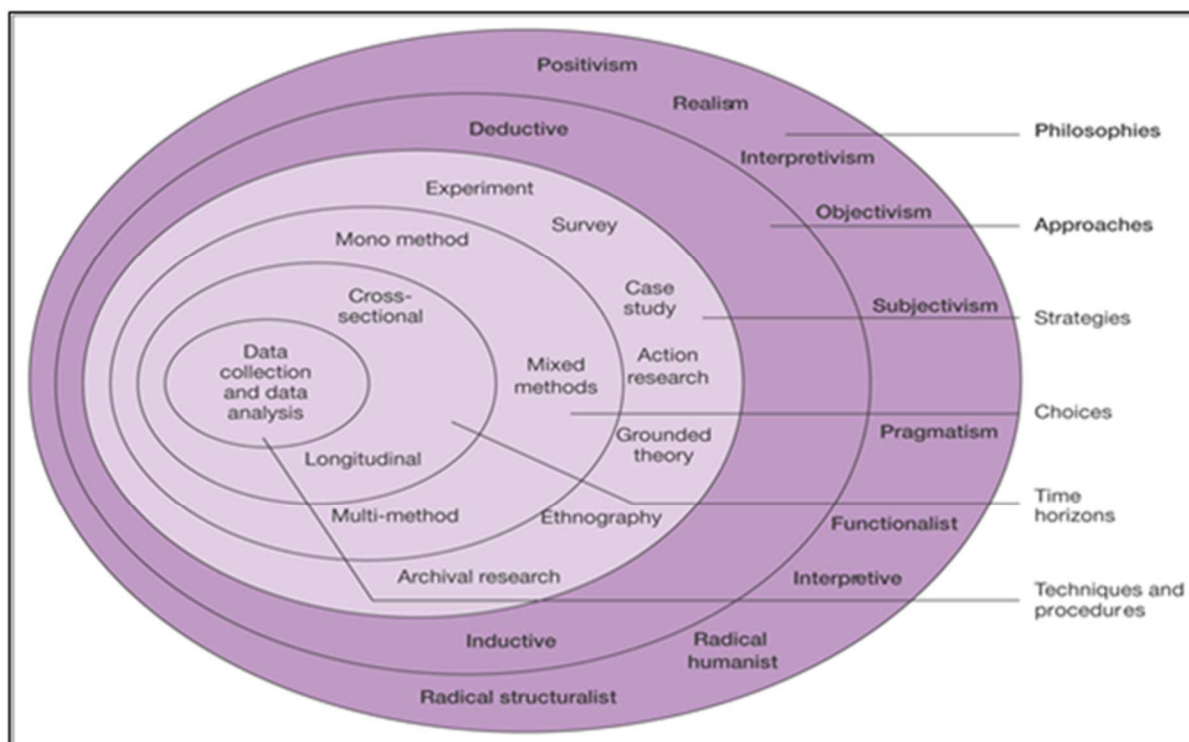 Positivism
Realism
Philosophies
Deductive
Interpretivism
Experiment
Objectivism
Survey
Approaches
Mono method
Case
study
Cross-
sectional
Subjectivism
Strategies
Data
collection
and data
analysis
Mixed
methods
Action
research
Choices
Grounded
theory
Pragmatism
Longitudinal
Time
horizons
Multi-method
Ethnography
Functionalist
Archival research
Interpretive
Techniques and
procedures
Inductive
Radical
humanist
Radical structuralist